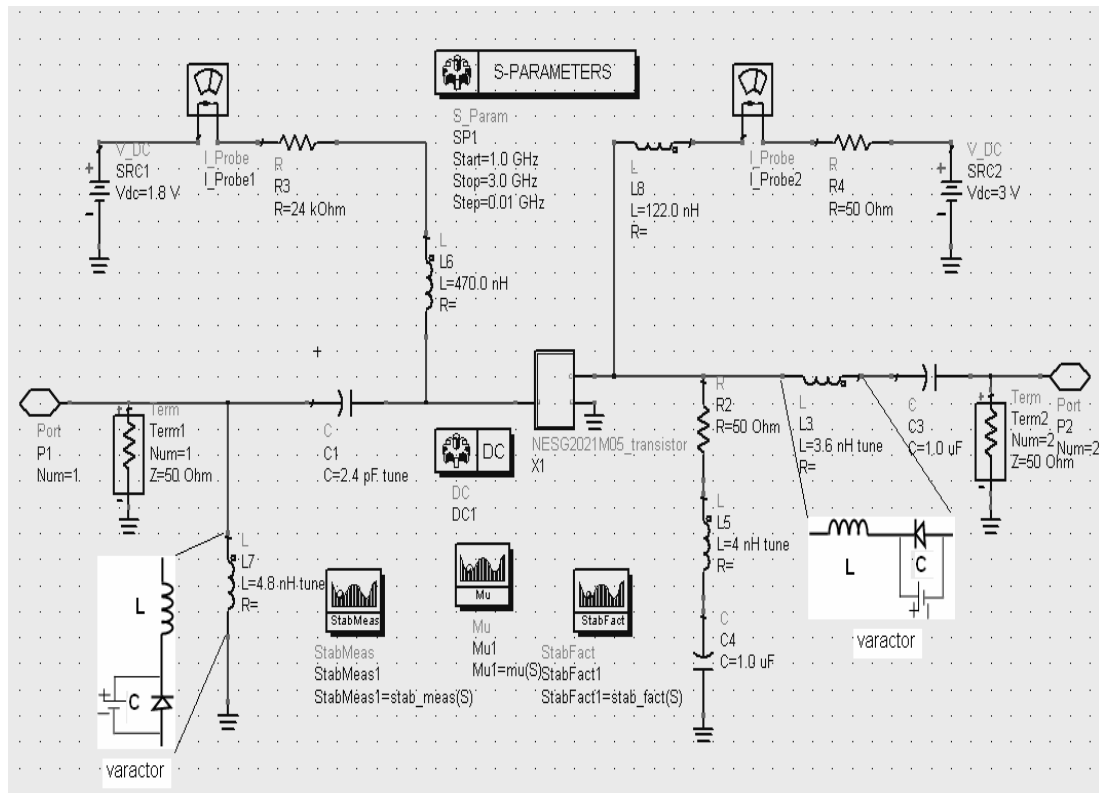 S-PARAMETERS
S_Param
SP1
Start=1.0 GHz
Stop=3.0 GHz
Step=0.01 GHz
V_DC
SRC1
Vdc=1.8 V
I_Probe
I_Probe1
R
R3
R=24 kOhm
L
L6
L=470.0 nH
R=
L
L8
L=122.0 nH
R=
I_Probe
I_Probe2
R
R4
R=50 Ohm
V_DC
SRC2
Vdc=3 V
Port
P1
Num=1
Term
Term1
Num=1
Z=50 Ohm
C
C1
C=2.4 pF tune
DC
DC
DC1
NESG2021M05_transistor
X1
R
R2
R=50 Ohm
L
L3
L=3.6 nH tune
R=
C
C3
C=1.0 uF
Term
Term2
Num=2
Z=50 Ohm
Port
P2
Num=2
L
L7
L=4.8 nH tune
R=
L
C
varactor
StabMeas
StabMeas
StabMeas1
StabMeas1=stab_meas(S)
Mu
Mu
Mu1
Mu1=mu(S)
StabFact
StabFact
StabFact1
StabFact1=stab_fact(S)
L
L5
L=4 nH tune
R=
C
C4
C=1.0 uF
L
C
varactor